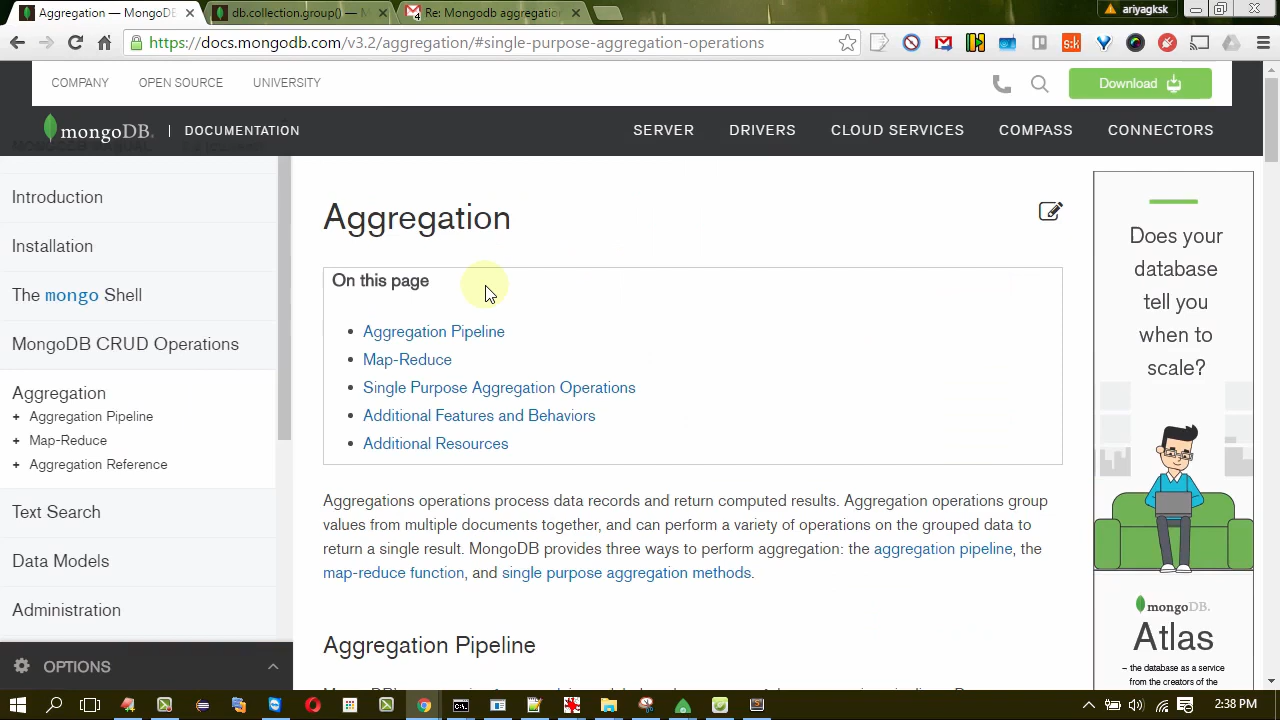 Aggregation — MongoDB
db.collection.group() — M
Re: Mongodb aggregation
ariyagksk
https://docs.mongodb.com/v3.2/aggregation/#single-purpose-aggregation-operations
COMPANY OPEN SOURCE UNIVERSITY
Download
mongoDB. | DOCUMENTATION
SERVER DRIVERS CLOUD SERVICES COMPASS CONNECTORS
Introduction
Installation
The mongo Shell
MongoDB CRUD Operations
Aggregation
+ Aggregation Pipeline
+ Map-Reduce
+ Aggregation Reference
Text Search
Data Models
Administration
OPTIONS
Aggregation
On this page
• Aggregation Pipeline
• Map-Reduce
• Single Purpose Aggregation Operations
• Additional Features and Behaviors
• Additional Resources
Aggregations operations process data records and return computed results. Aggregation operations group
values from multiple documents together, and can perform a variety of operations on the grouped data to
return a single result. MongoDB provides three ways to perform aggregation: the aggregation pipeline, the
map-reduce function, and single purpose aggregation methods.
Aggregation Pipeline
Does your
database
tell you
when to
scale?
mongoDB.
Atlas
– the database as a service
from the creators of the
2:38 PM